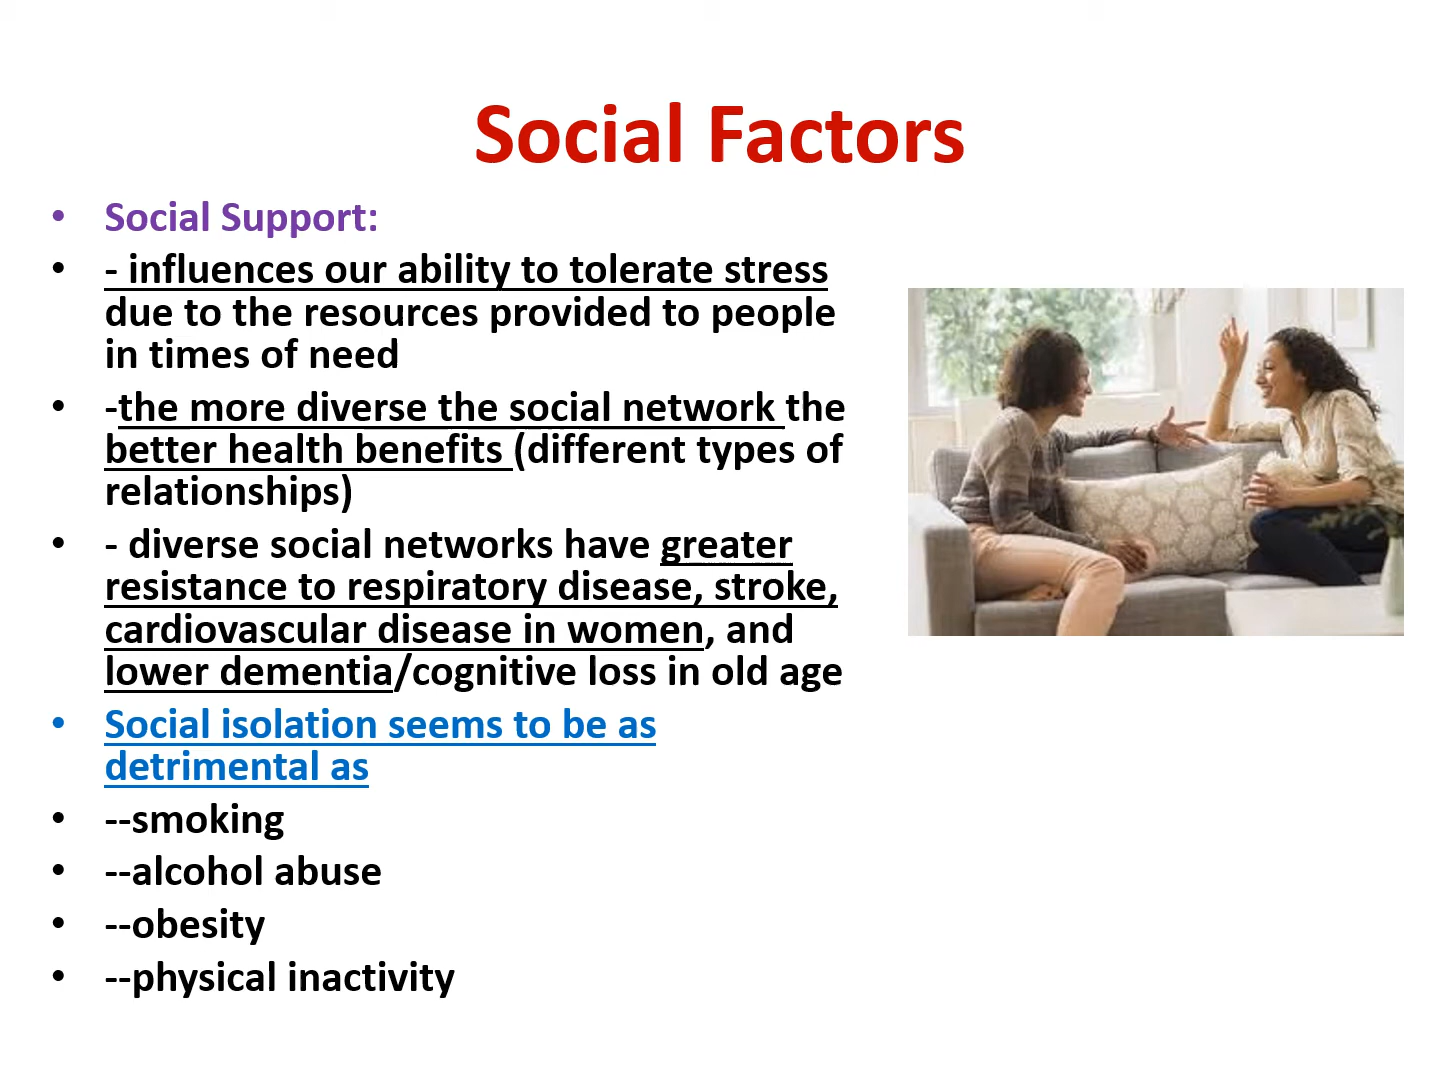 Social Factors
• Social Support:
• - influences our ability to tolerate stress
due to the resources provided to people
in times of need
• -the more diverse the social network the
better health benefits (different types of
relationships)
• - diverse social networks have greater
resistance to respiratory disease, stroke,
cardiovascular disease in women, and
lower dementia/cognitive loss in old age
• Social isolation seems to be as
detrimental as
• --smoking
• --alcohol abuse
• --obesity
• --physical inactivity